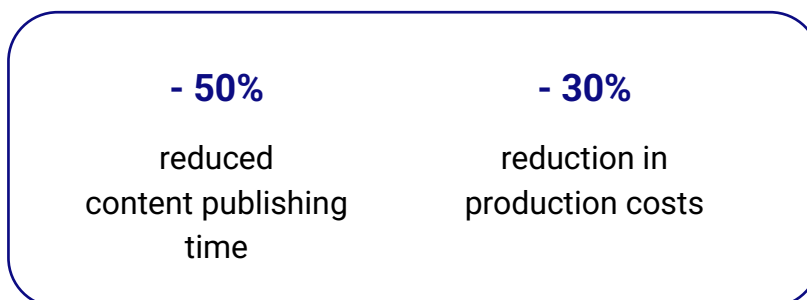 - 50%
reduced
content publishing
time
- 30%
reduction in
production costs